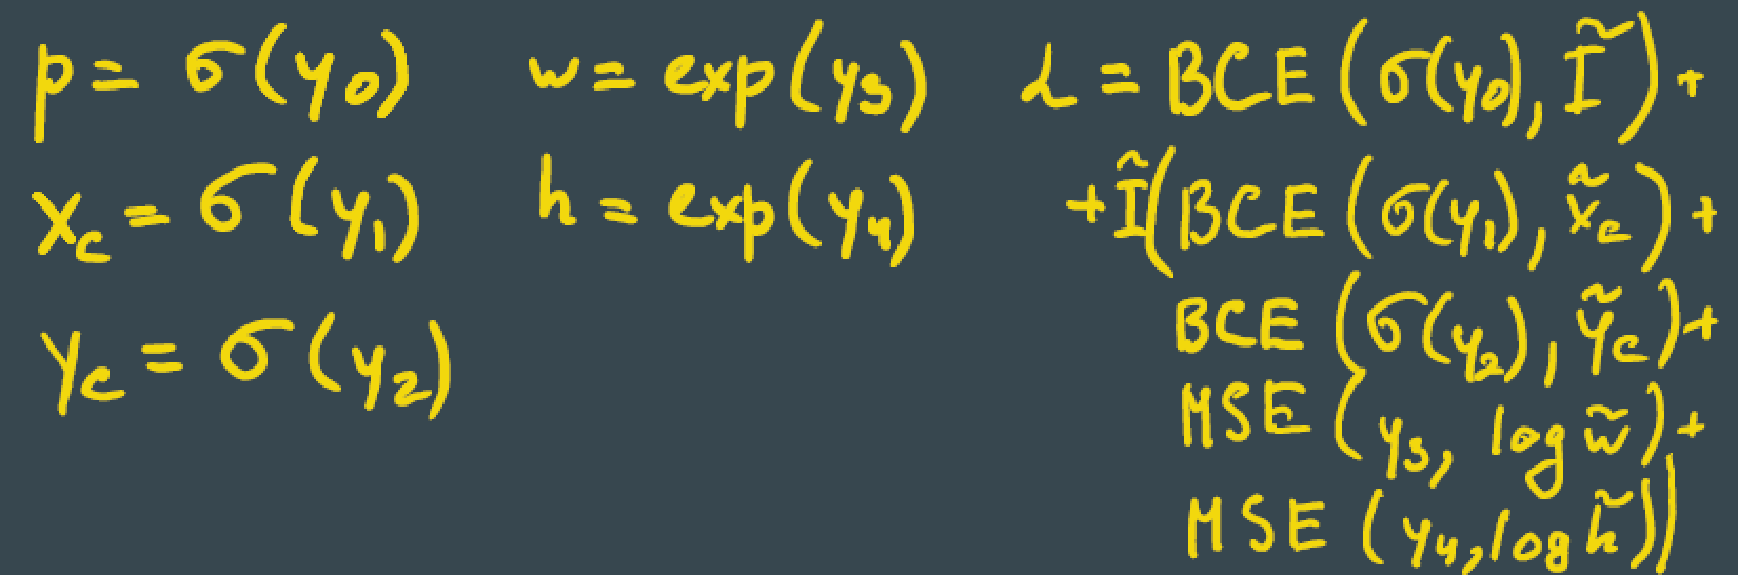 p = σ(y₀)
x_c = σ(y₁)
y_c = σ(y₂)
w = exp(y₃)
h = exp(y₄)
L = BCE(σ(y₀), Ĩ) +
+ Ĩ(BCE(σ(y₁), x̃_c) +
BCE(σ(y₂), ỹ_c) +
MSE(y₃, log w̃) +
MSE(y₄, log h̃))